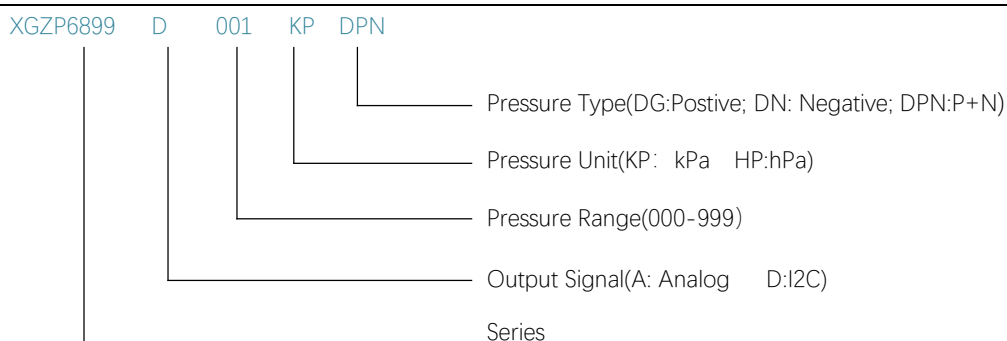 XGZP6899 D 001 KP DPN
Pressure Type(DG:Postive; DN: Negative; DPN:P+N)
Pressure Unit(KP： kPa HP:hPa)
Pressure Range(000-999）
Output Signal(A: Analog D:I2C)
Series